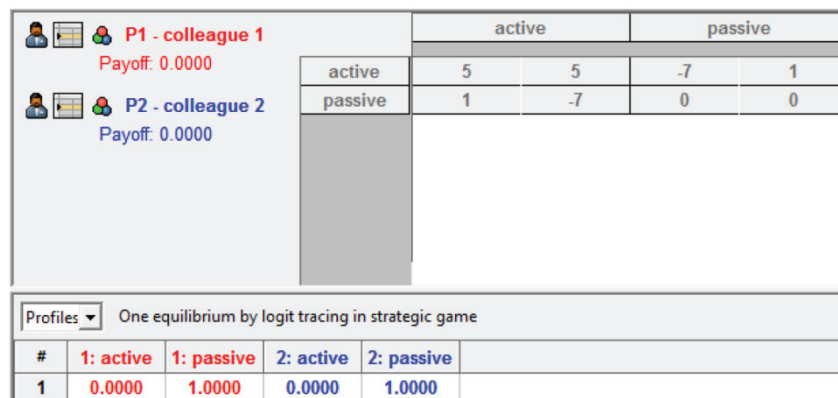 P1 - colleague 1
Payoff: 0.0000
P2 - colleague 2
Payoff: 0.0000
active passive
active 5 5 -7 1
passive 1 -7 0 0
Profiles One equilibrium by logit tracing in strategic game
# 1: active 1: passive 2: active 2: passive
1 0.0000 1.0000 0.0000 1.0000